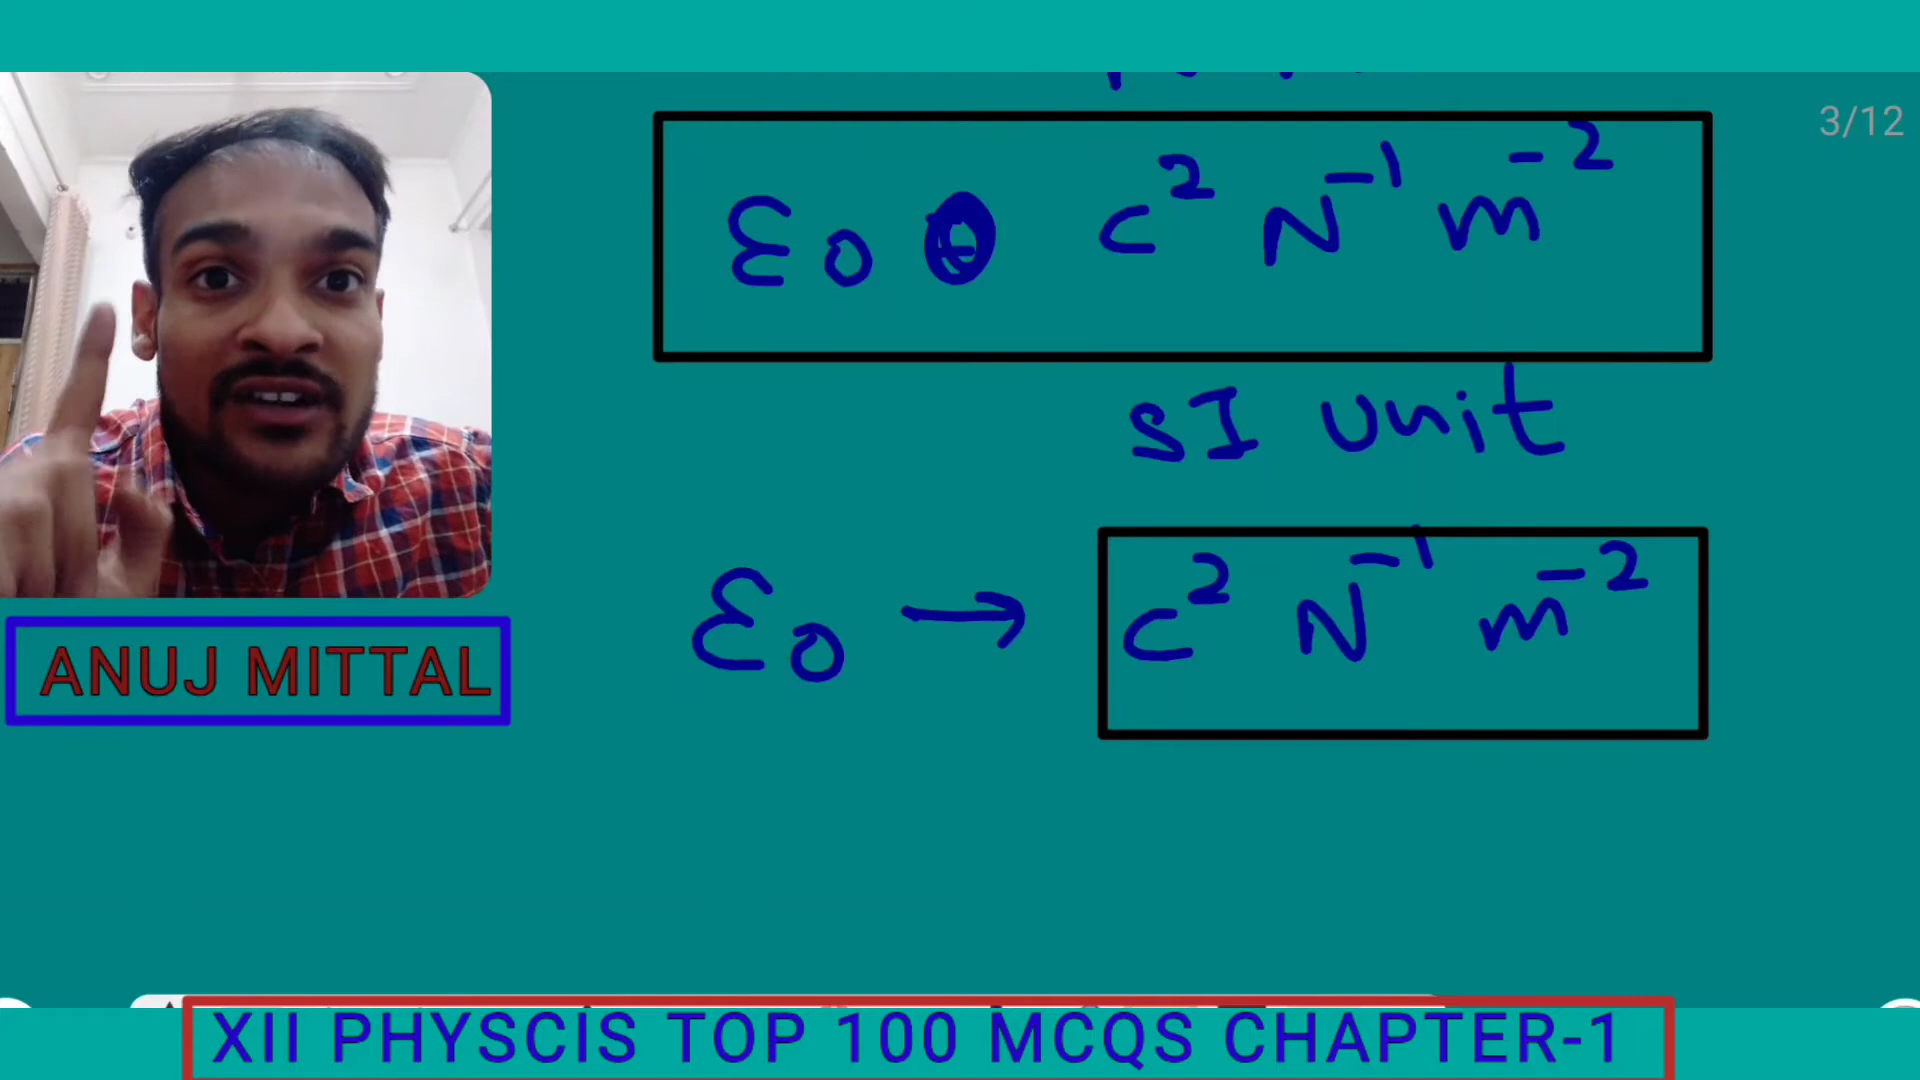 3/12
ε₀ C² N⁻¹ m⁻²
SI unit
ε₀ → C² N⁻¹ m⁻²
ANUJ MITTAL
XII PHYSCIS TOP 100 MCQS CHAPTER-1